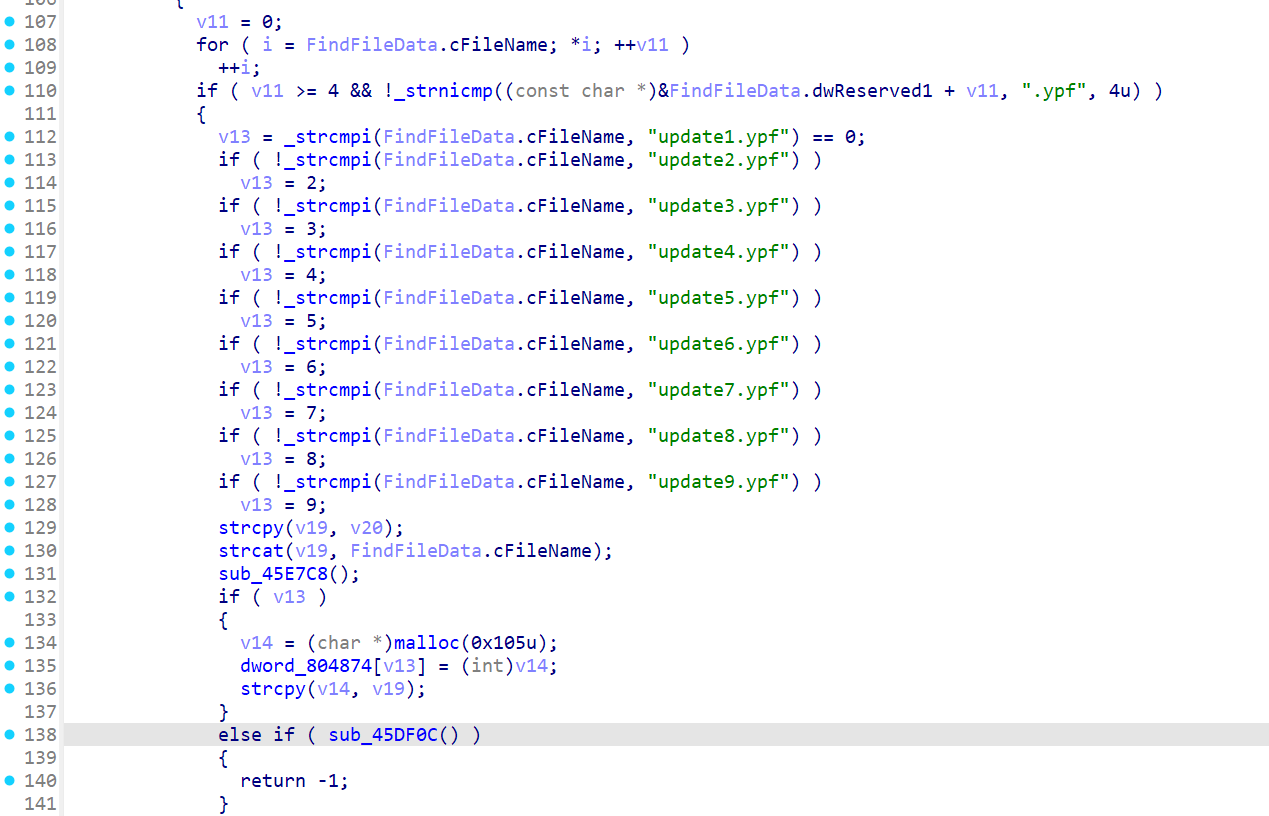 106 {
107 v11 = 0;
108 for ( i = FindFileData.cFileName; *i; ++v11 )
109 ++i;
110 if ( v11 >= 4 && !_strnicmp((const char *)&FindFileData.dwReserved1 + v11, ".ypf", 4u) )
111 {
112 v13 = _strcmpi(FindFileData.cFileName, "update1.ypf") == 0;
113 if ( !_strcmpi(FindFileData.cFileName, "update2.ypf") )
114 v13 = 2;
115 if ( !_strcmpi(FindFileData.cFileName, "update3.ypf") )
116 v13 = 3;
117 if ( !_strcmpi(FindFileData.cFileName, "update4.ypf") )
118 v13 = 4;
119 if ( !_strcmpi(FindFileData.cFileName, "update5.ypf") )
120 v13 = 5;
121 if ( !_strcmpi(FindFileData.cFileName, "update6.ypf") )
122 v13 = 6;
123 if ( !_strcmpi(FindFileData.cFileName, "update7.ypf") )
124 v13 = 7;
125 if ( !_strcmpi(FindFileData.cFileName, "update8.ypf") )
126 v13 = 8;
127 if ( !_strcmpi(FindFileData.cFileName, "update9.ypf") )
128 v13 = 9;
129 strcpy(v19, v20);
130 strcat(v19, FindFileData.cFileName);
131 sub_45E7C8();
132 if ( v13 )
133 {
134 v14 = (char *)malloc(0x105u);
135 dword_804874[v13] = (int)v14;
136 strcpy(v14, v19);
137 }
138 else if ( sub_45DF0C() )
139 {
140 return -1;
141 }